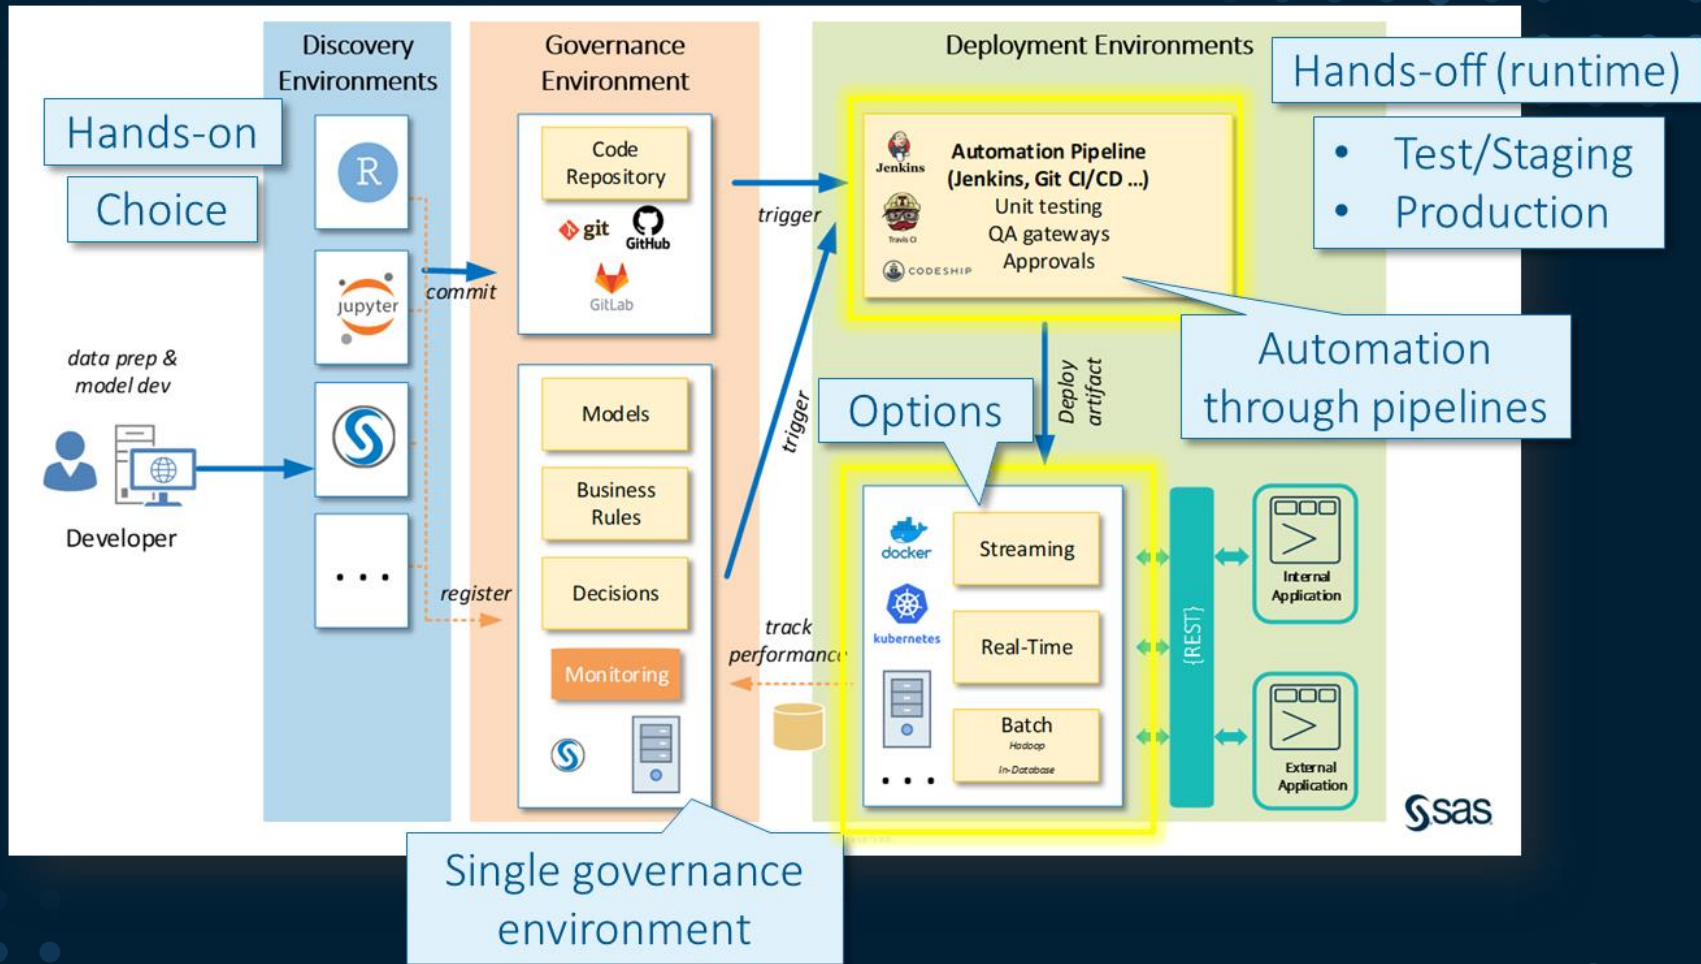 Discovery
Environments
Governance
Environment
Deployment Environments
Hands-off (runtime)
• Test/Staging
• Production
Hands-on
Choice
R
jupyter
. . .
data prep &
model dev
Developer
commit
register
Code
Repository
git
GitHub
GitLab
Models
Business
Rules
Decisions
Monitoring
Single governance
environment
trigger
trigger
track
performance
Jenkins
Travis CI
CODESHIP
Automation Pipeline
(Jenkins, Git CI/CD ...)
Unit testing
QA gateways
Approvals
Automation
through pipelines
Deploy
artifact
Options
docker
kubernetes
. . .
Streaming
Real-Time
Batch
Hadoop
In-Database
{REST}
Internal
Application
External
Application
sas